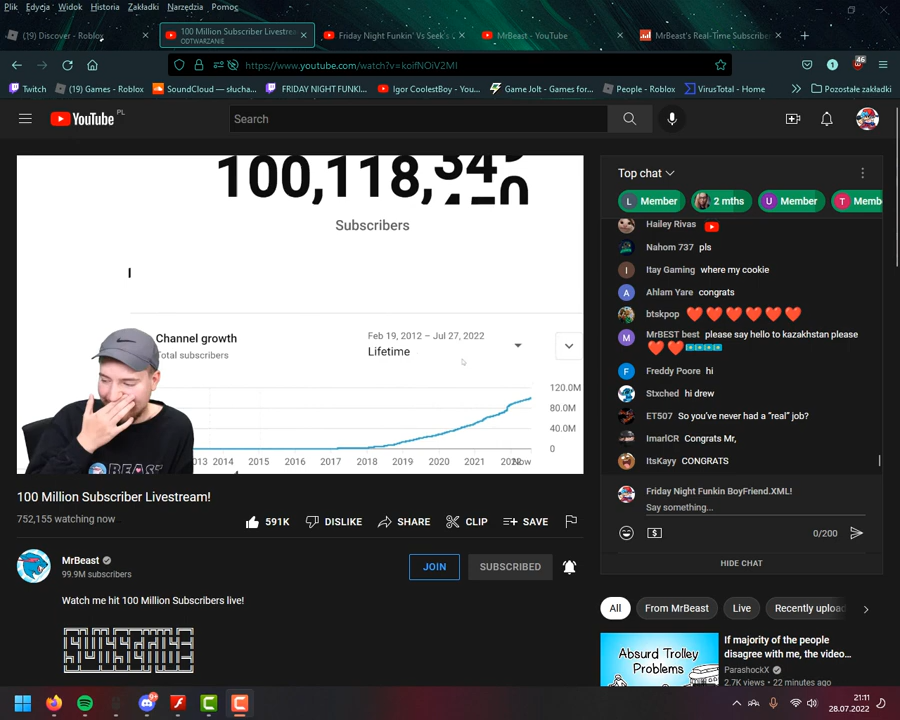 Plik Edycja Widok Historia Zakładki Narzędzia Pomoc
(19) Discover - Roblox
100 Million Subscriber Livestrea
ODTWARZANIE
Friday Night Funkin' Vs Seek's
MrBeast - YouTube
MrBeast's Real-Time Subscribe
https://www.youtube.com/watch?v=koifNOiV2MI
1
46
Twitch
(19) Games - Roblox
SoundCloud — słucha...
FRIDAY NIGHT FUNKI...
Igor CoolestBoy - You...
Game Jolt - Games for...
People - Roblox
VirusTotal - Home
Pozostałe zakładki
YouTube PL
Search
100,118,
Subscribers
Channel growth
Total subscribers
Feb 19, 2012 – Jul 27, 2022
Lifetime
120.0M
80.0M
40.0M
0
2013 2014 2015 2016 2017 2018 2019 2020 2021 2022 Now
BEAST
Top chat
L Member
2 mths
U Member
T Memb
Hailey Rivas
Nahom 737 pls
I Itay Gaming where my cookie
A Ahlam Yare congrats
btskpop ❤️❤️❤️❤️❤️❤️
M MrBEST best please say hello to kazakhstan please
❤️❤️🇰🇿🇰🇿🇰🇿🇰🇿
F Freddy Poore hi
Stxched hi drew
ET507 So you've never had a "real" job?
ImarlCR Congrats Mr,
ItsKayy CONGRATS
Friday Night Funkin BoyFriend.XML!
Say something...
0/200
HIDE CHAT
100 Million Subscriber Livestream!
752,155 watching now
591K
DISLIKE
SHARE
CLIP
SAVE
MrBeast
99.9M subscribers
JOIN
SUBSCRIBED
Watch me hit 100 Million Subscribers live!
All
From MrBeast
Live
Recently uploa
Absurd Trolley
Problems
If majority of the people
disagree with me, the video...
ParashockX
2.7K views • 22 minutes ago
21:11
28.07.2022